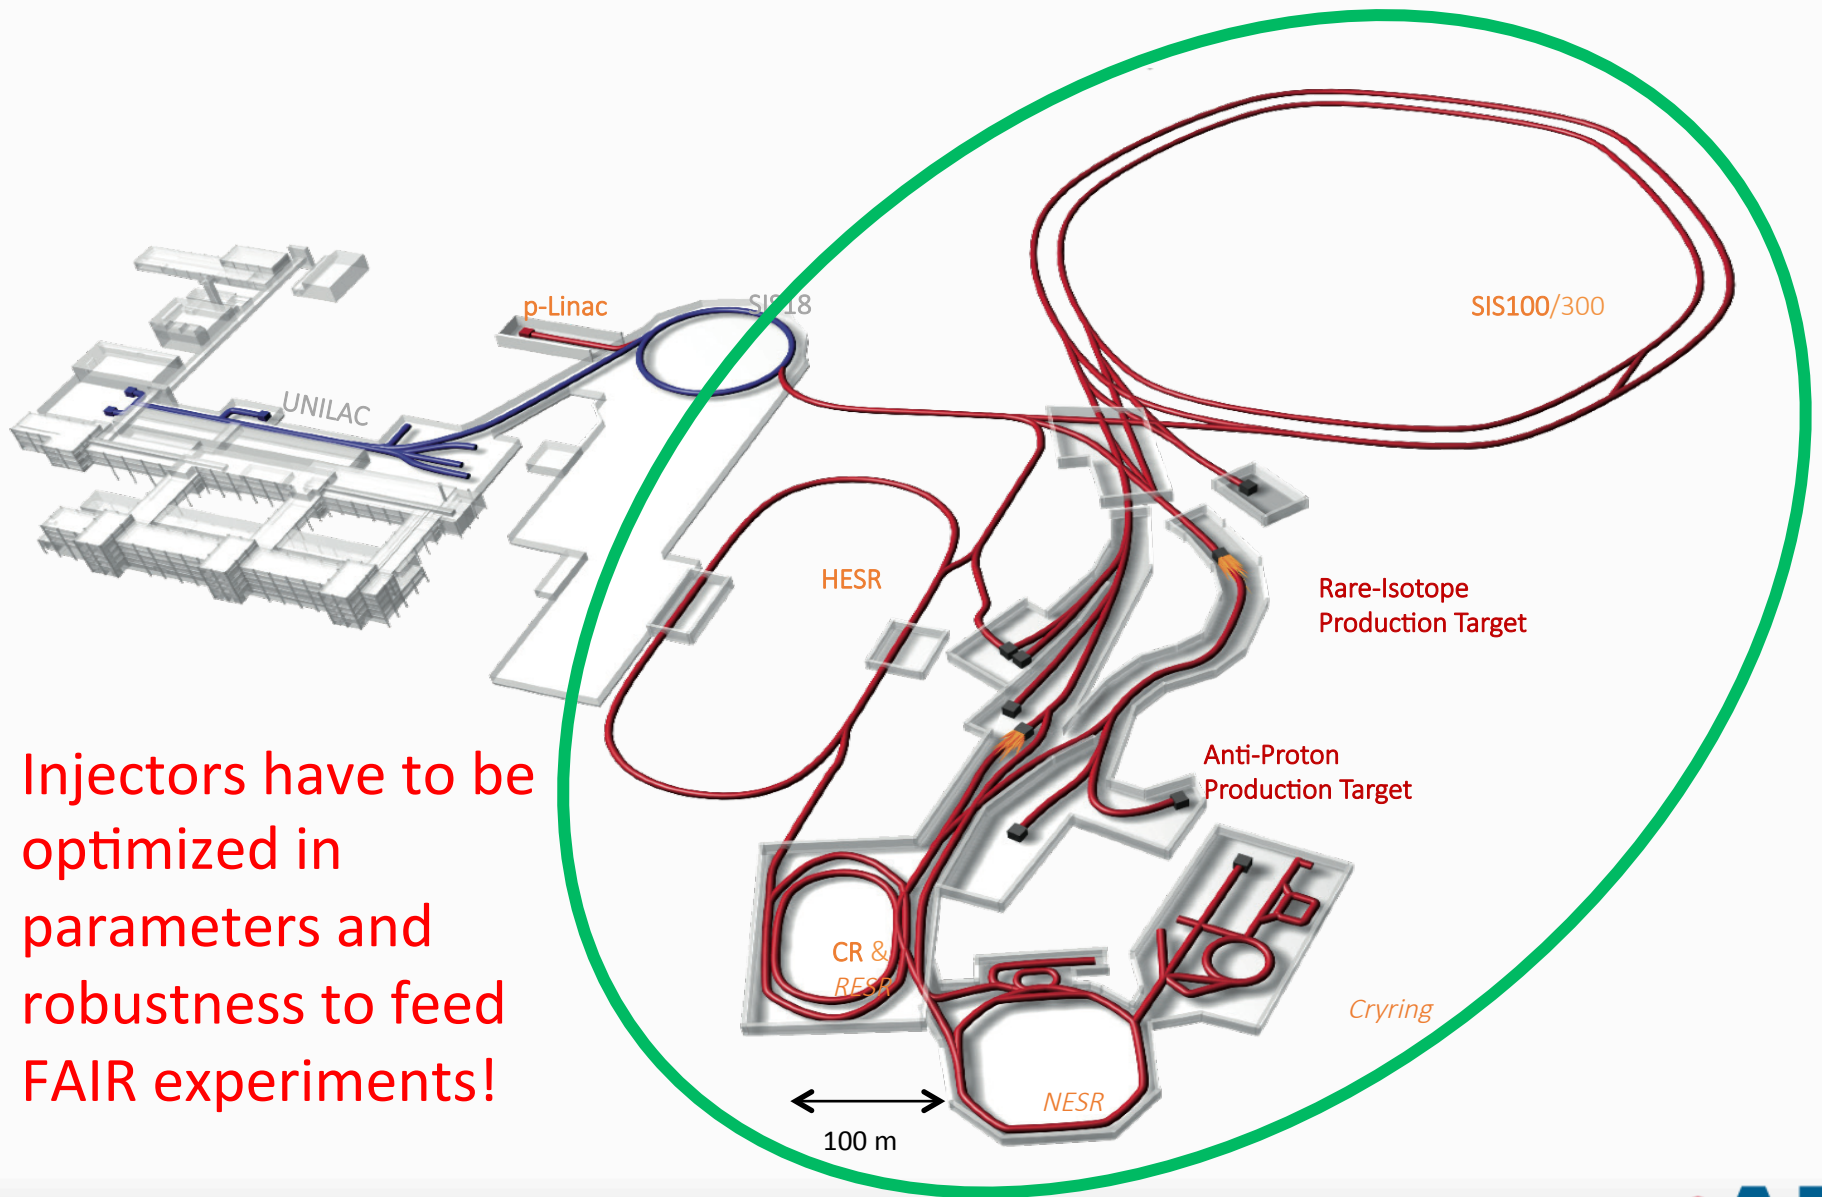 p-Linac
SIS18
SIS100/300
UNILAC
HESR
Rare-Isotope
Production Target
Anti-Proton
Production Target
Injectors have to be
optimized in
parameters and
robustness to feed
FAIR experiments!
CR &
RESR
Cryring
NESR
100 m